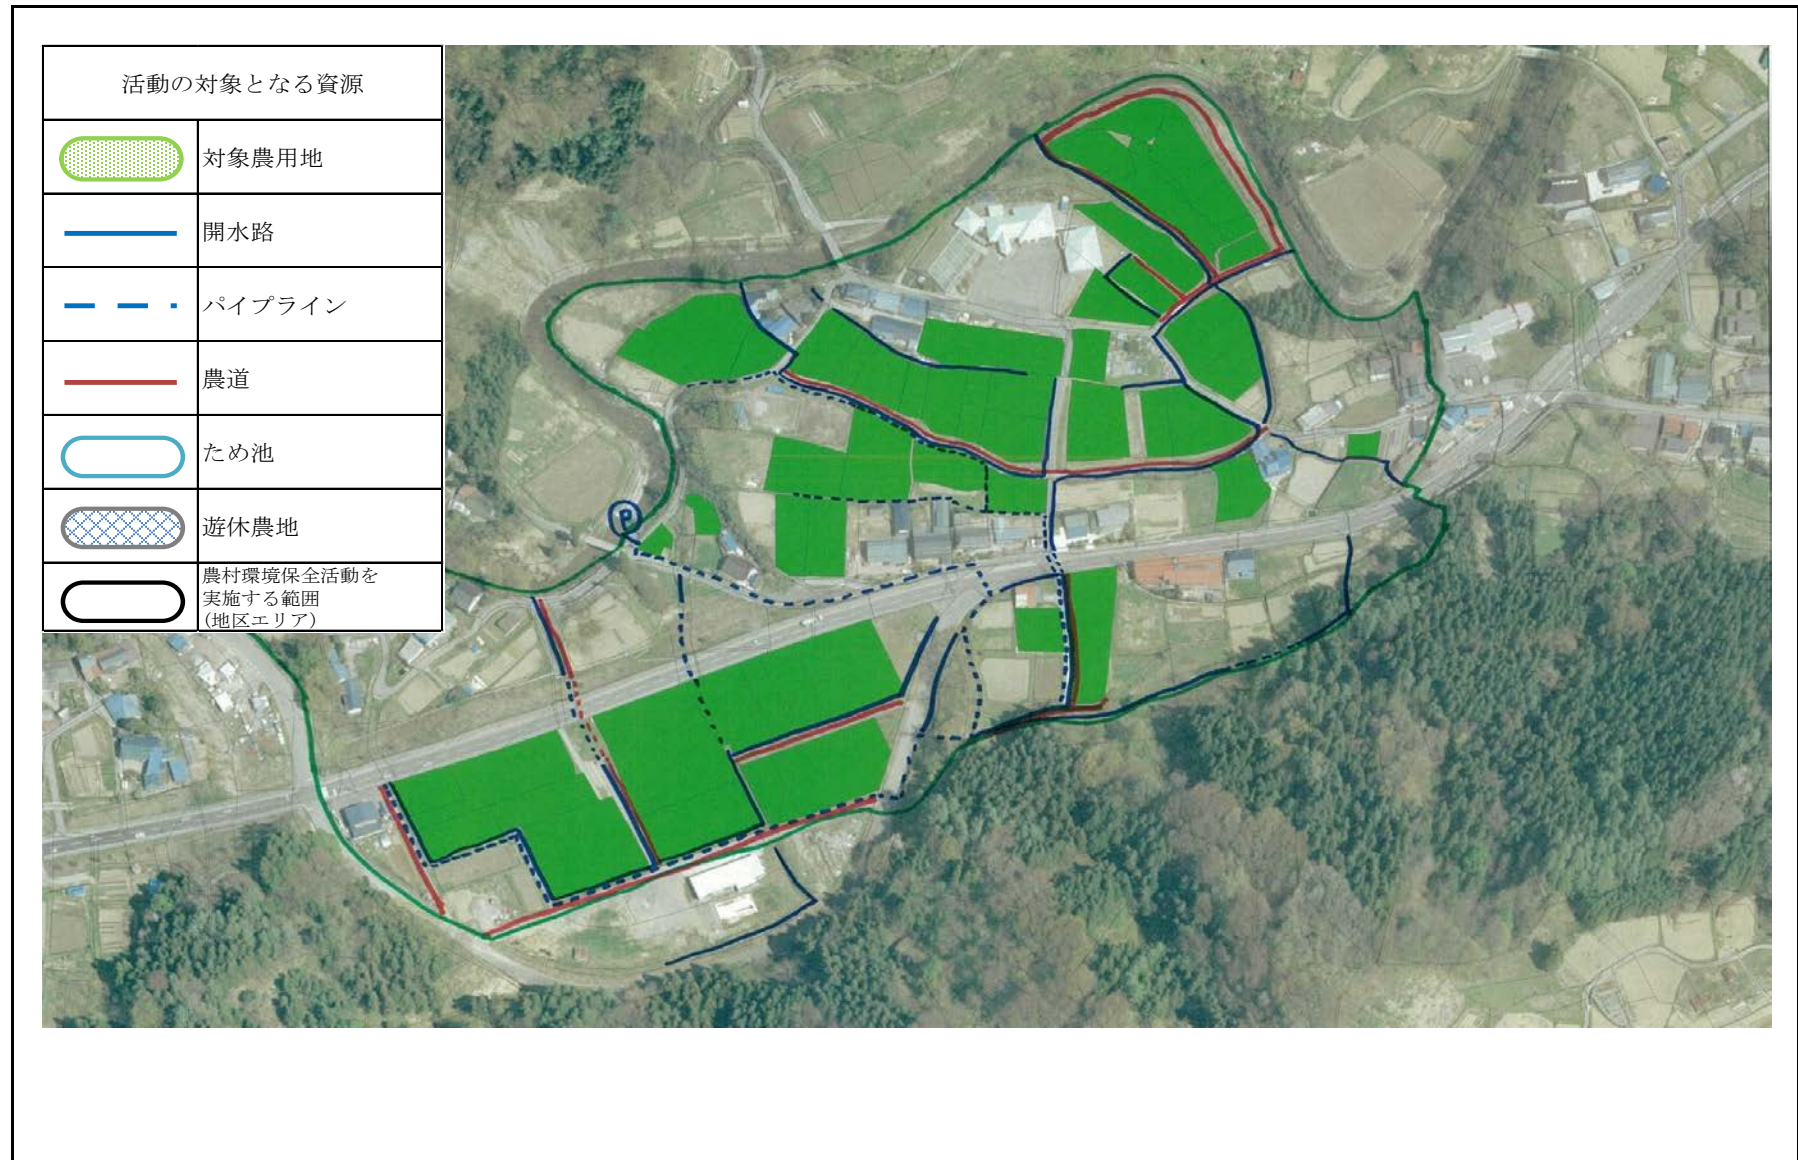 活動の対象となる資源
対象農用地
開水路
パイプライン
農道
ため池
遊休農地
農村環境保全活動を
実施する範囲
(地区エリア)
P